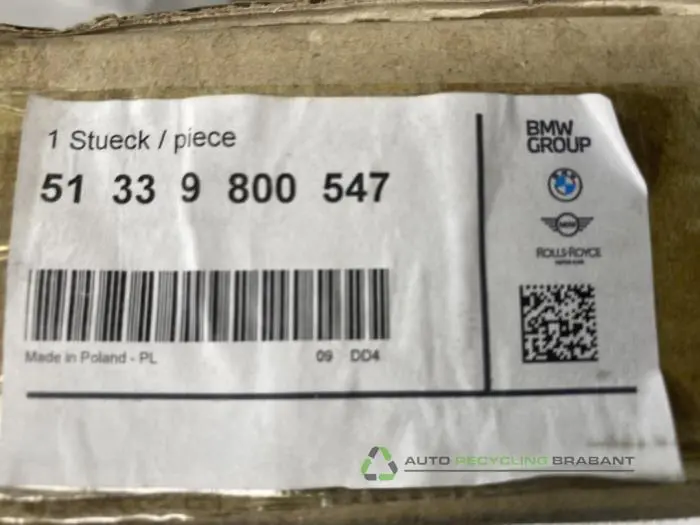 1 Stueck / piece
51 33 9 800 547
Made in Poland - PL 09 DD4
BMW
GROUP
ROLLS-ROYCE
AUTO RECYCLING BRABANT